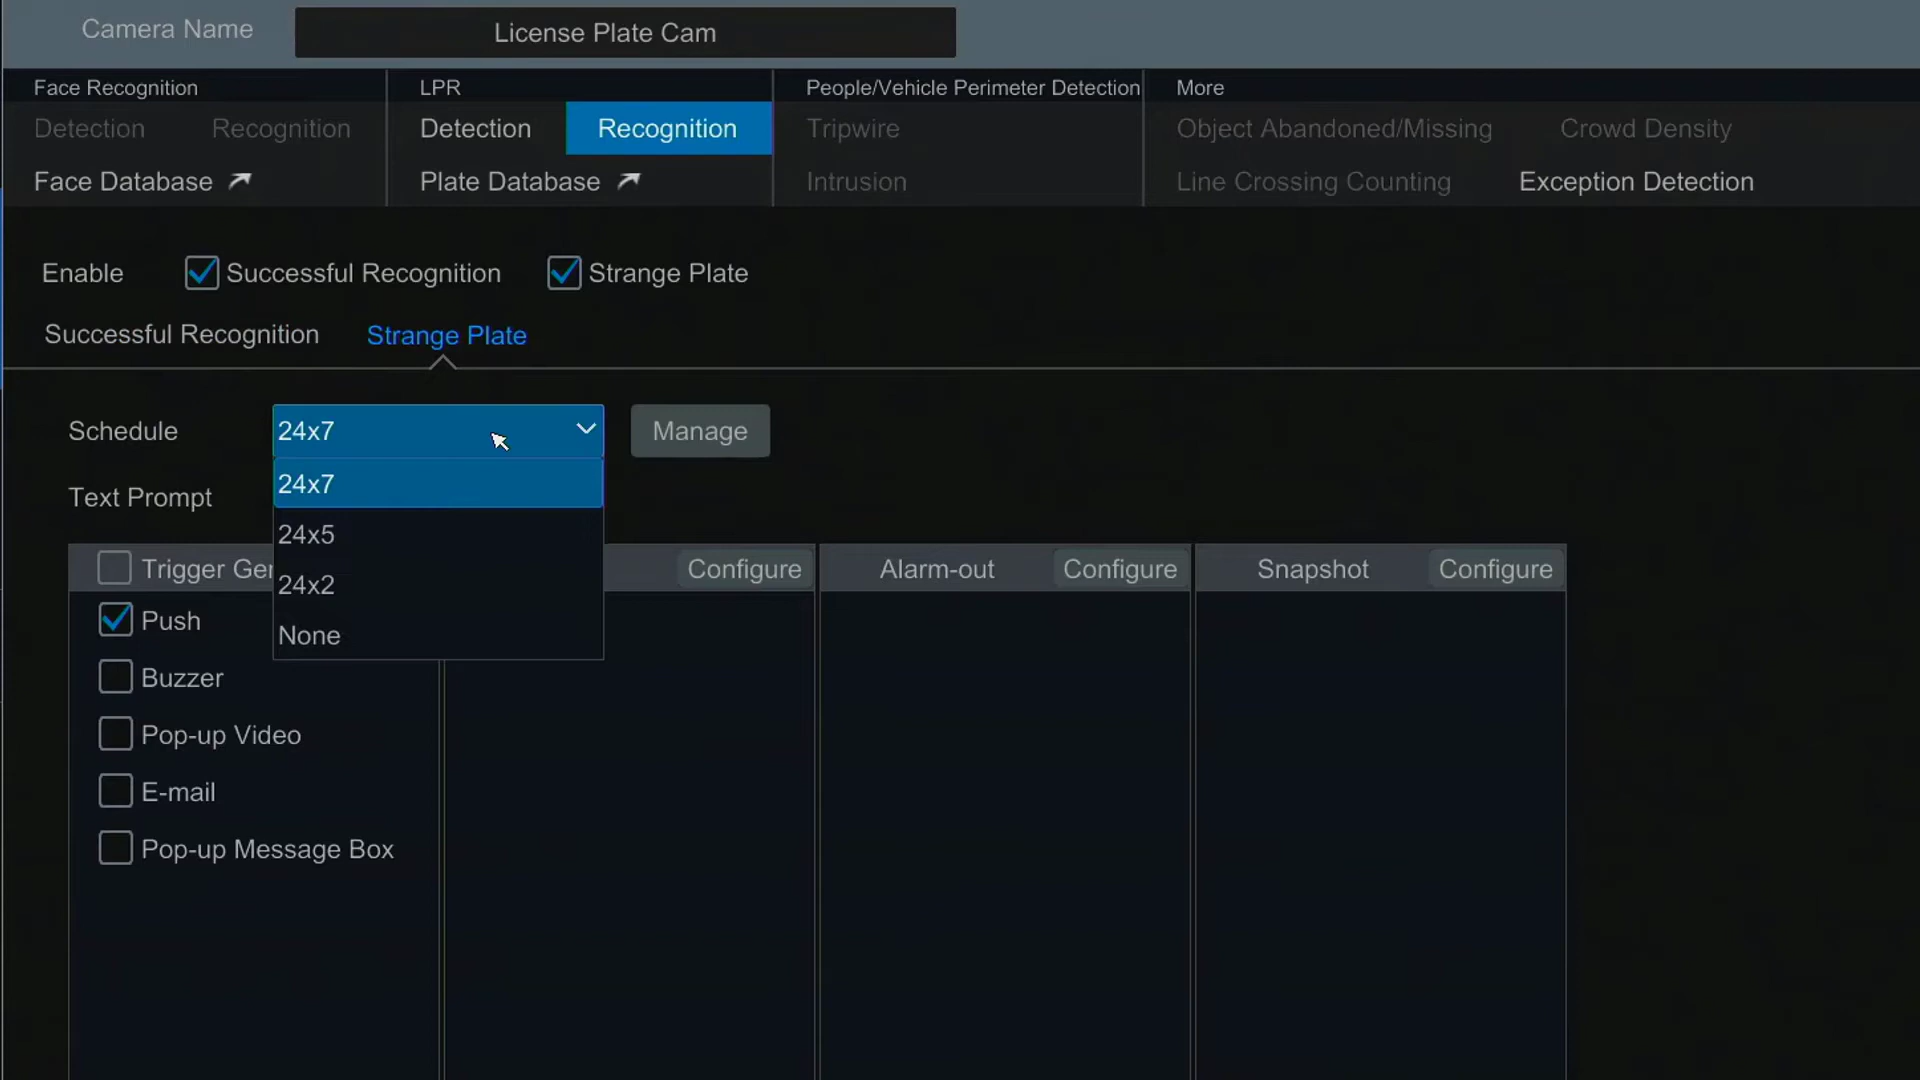 Camera Name License Plate Cam
Face Recognition LPR People/Vehicle Perimeter Detection More
Detection Recognition Detection Recognition Tripwire Object Abandoned/Missing Crowd Density
Face Database Plate Database Intrusion Line Crossing Counting Exception Detection
Enable Successful Recognition Strange Plate
Successful Recognition Strange Plate
Schedule 24x7 Manage
24x7
Text Prompt
24x5
Trigger Configure Alarm-out Configure Snapshot Configure
24x2
Push
None
Buzzer
Pop-up Video
E-mail
Pop-up Message Box